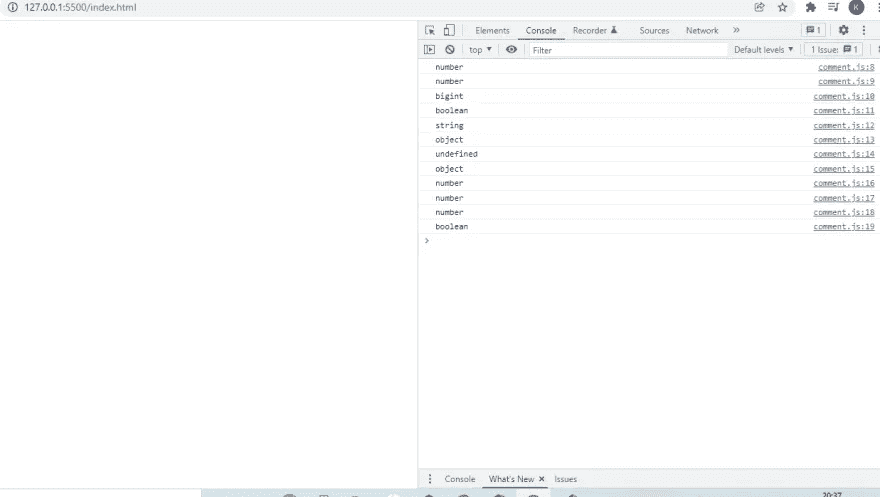 127.0.0.1:5500/index.html
K
Elements Console Recorder Sources Network » 1
top ▼ Filter Default levels ▼ 1 Issue: 1
number comment.js:8
number comment.js:9
bigint comment.js:10
boolean comment.js:11
string comment.js:12
object comment.js:13
undefined comment.js:14
object comment.js:15
number comment.js:16
number comment.js:17
number comment.js:18
boolean comment.js:19
>
Console What's New × Issues
20:37